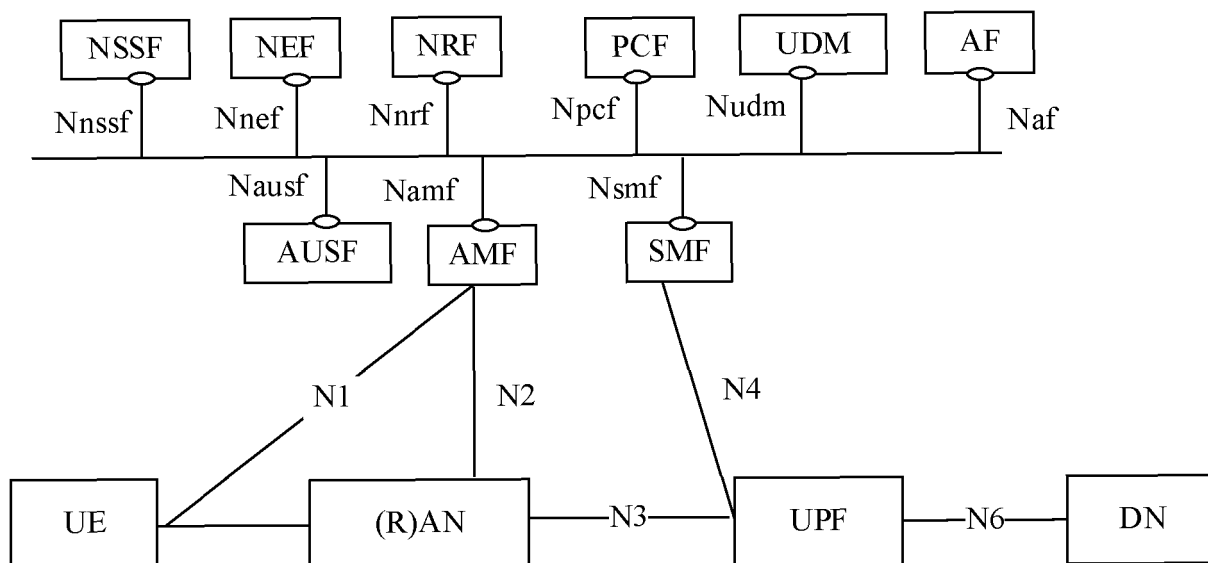 NSSF NEF NRF PCF UDM AF
Nnssf Nnef Nnrf Npcf Nudm Naf
Nausf Namf Nsmf
AUSF AMF SMF
N1 N2 N4
UE (R)AN N3 UPF N6 DN